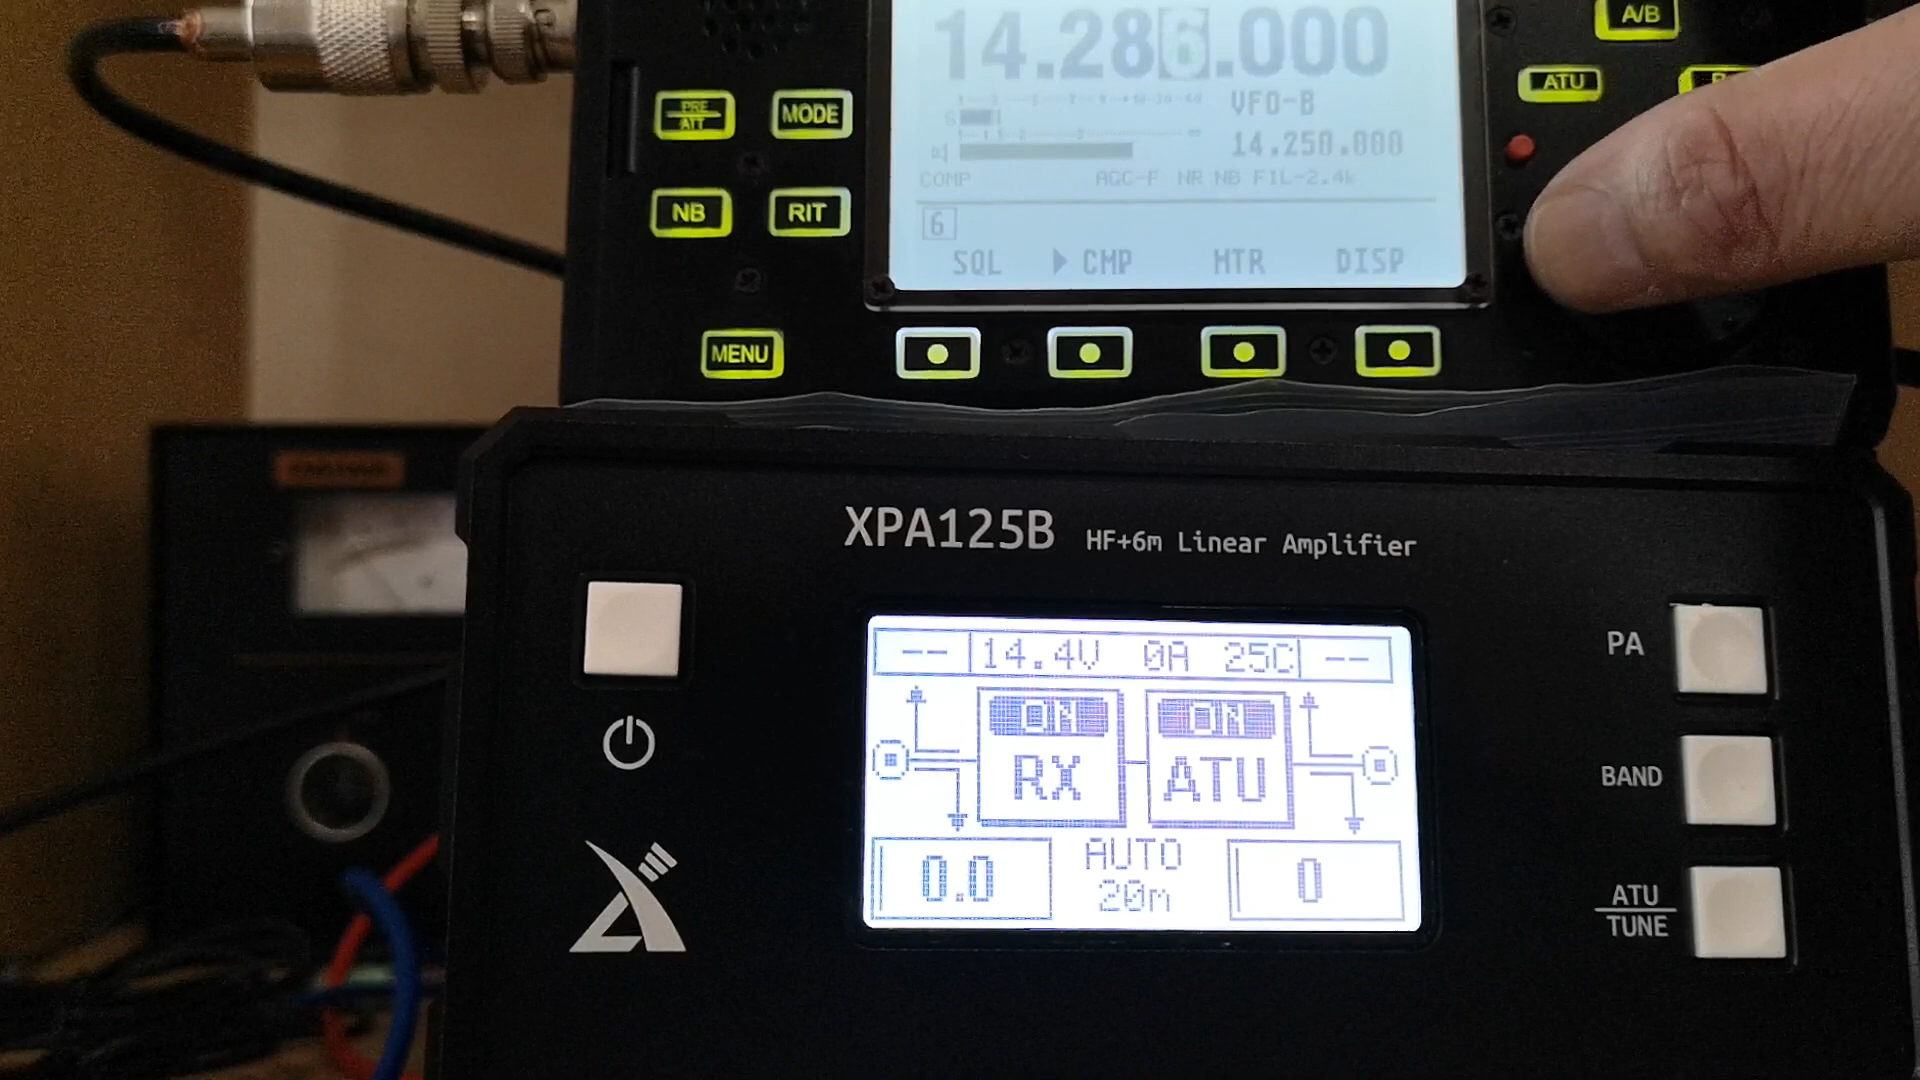 A/B
14.286.000
ATU
PRE
ATT
MODE
VFO-B
S
14.250.000
COMP
AGC-F NR NB FIL-2.4k
NB
RIT
6
SQL
CMP
MTR
DISP
MENU
XPA125B HF+6m Linear Amplifier
-- 14.4V 0A 25C --
ON
ON
RX
ATU
0.0
AUTO
20m
0
PA
BAND
ATU
TUNE